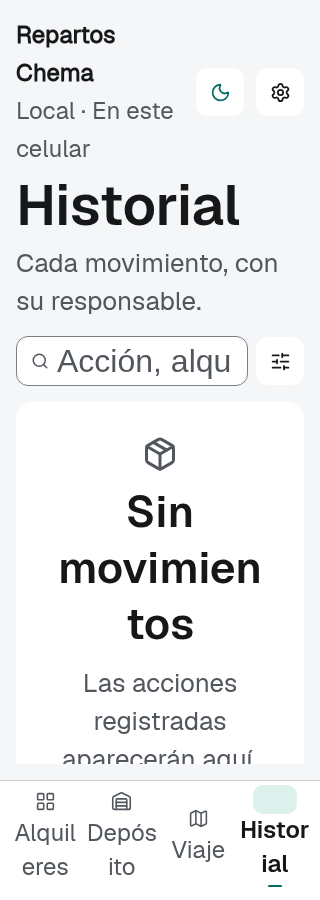 Repartos
Chema
Local · En este
celular
Historial
Cada movimiento, con
su responsable.
Acción, alqu
Sin
movimien
tos
Las acciones
registradas
aparecerán aquí
Alquil
eres
Depós
ito
Viaje
Histor
ial